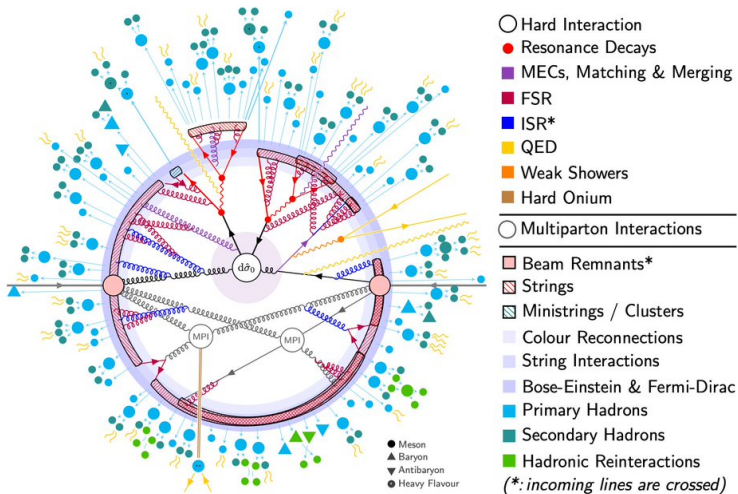 Hard Interaction
Resonance Decays
MECs, Matching & Merging
FSR
ISR*
QED
Weak Showers
Hard Onium
Multiparton Interactions
Beam Remnants*
Strings
Ministrings / Clusters
Colour Reconnections
String Interactions
Bose-Einstein & Fermi-Dirac
Primary Hadrons
Secondary Hadrons
Hadronic Reinteractions
(*: incoming lines are crossed)
dσ̂₀
MPI
MPI
Meson
Baryon
Antibaryon
Heavy Flavour